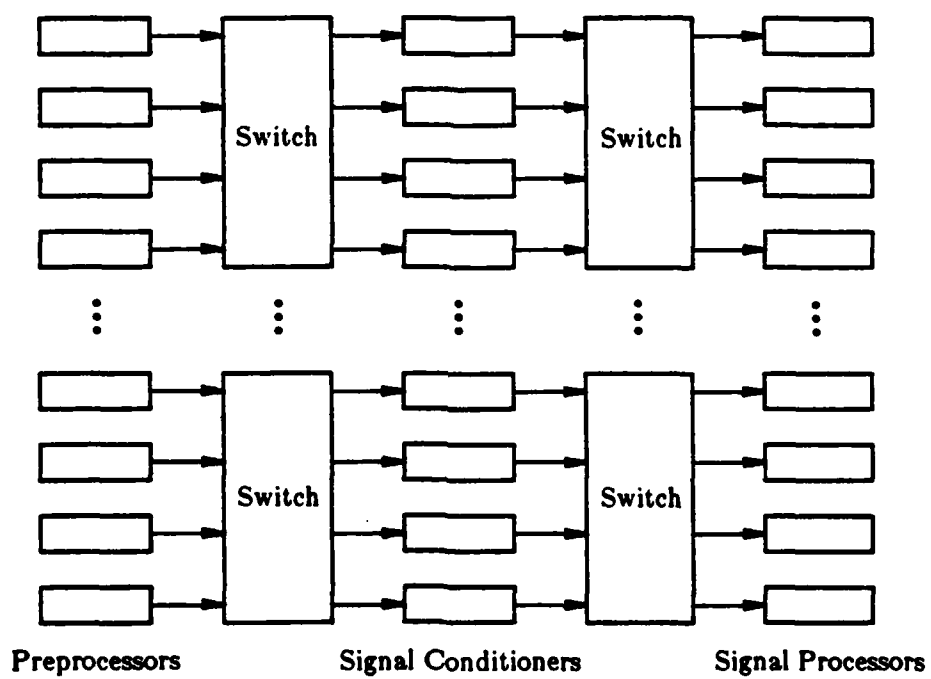 Switch
Switch
Switch
Switch
Preprocessors
Signal Conditioners
Signal Processors